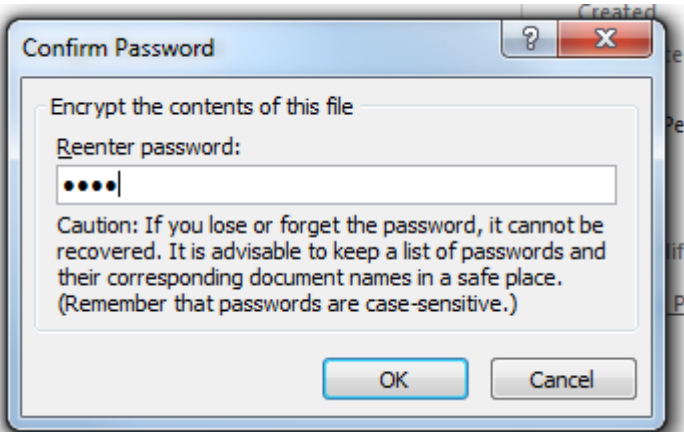 Created
Confirm Password
Encrypt the contents of this file
Reenter password:
••••
Caution: If you lose or forget the password, it cannot be
recovered. It is advisable to keep a list of passwords and
their corresponding document names in a safe place.
(Remember that passwords are case-sensitive.)
OK
Cancel